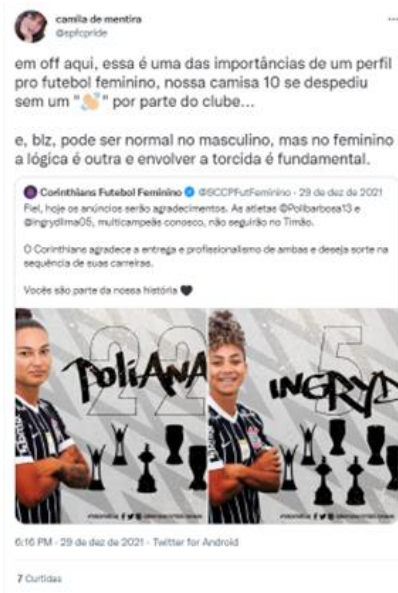 camila de mentira
@spfcpride
em off aqui, essa é uma das importâncias de um perfil
pro futebol feminino, nossa camisa 10 se despediu
sem um "👏" por parte do clube...
e, blz, pode ser normal no masculino, mas no feminino
a lógica é outra e envolver a torcida é fundamental.
Corinthians Futebol Feminino @SCCPFutFeminino · 29 de dez de 2021
Fiel, hoje os anúncios serão agradecimentos. As atletas @Polibarbosa13 e
@ingrydlima05, multicampeãs conosco, não seguirão no Timão.
O Corinthians agradece a entrega e profissionalismo de ambas e deseja sorte na
sequência de suas carreiras.
Vocês são parte da nossa história 🖤
22
POLIANA
5
INGRYD
6:16 PM · 29 de dez de 2021 · Twitter for Android
7 Curtidas